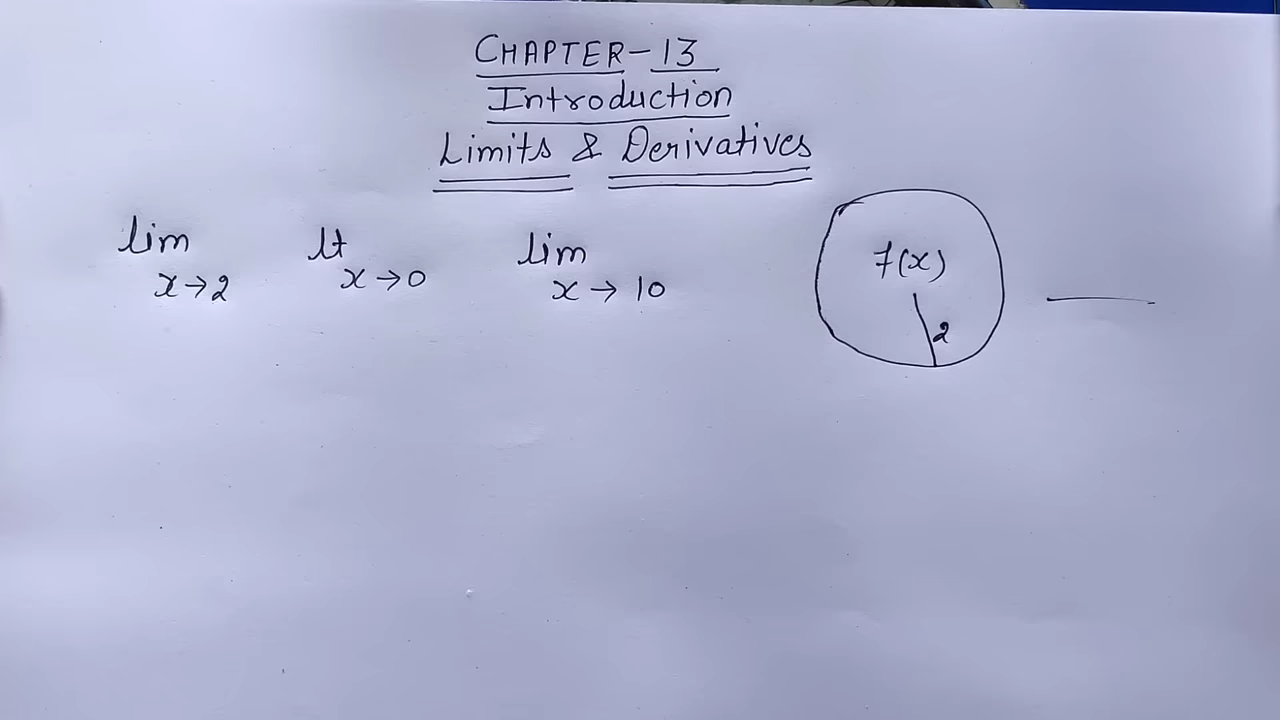 CHAPTER-13
Introduction
Limits & Derivatives
lim x→2 lt x→0 lim x→10
f(x)
2